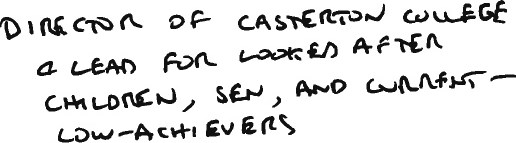 DIRECTOR OF CASTERTON COLLEGE
& LEAD FOR LOOKED AFTER
CHILDREN, SEN, AND CURRENT-
LOW-ACHIEVERS